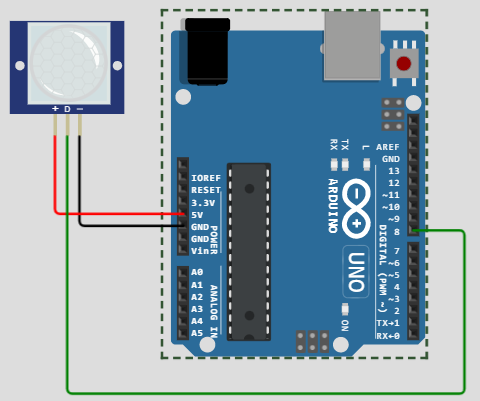 + D -
IOREF
RESET
3.3V
5V
GND
GND
Vin
POWER
A0
A1
A2
A3
A4
A5
ANALOG IN
RX
TX
L
ARDUINO
UNO
ON
AREF
GND
13
12
~11
~10
~9
8
7
~6
~5
4
~3
2
TX→1
RX←0
DIGITAL (PWM ~)